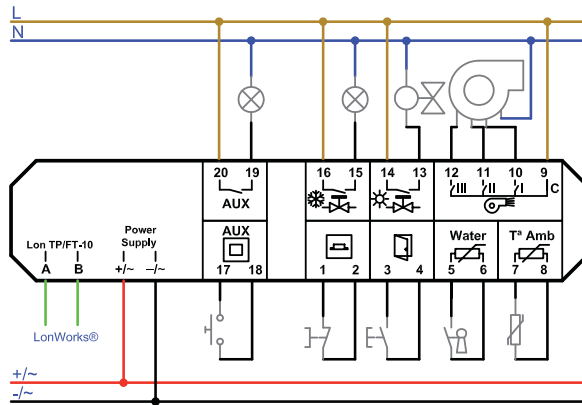 L
N
20 19 16 15 14 13 12 11 10 9
III II I C
AUX
AUX Water Tª Amb
Lon TP/FT-10 Power Supply
A B +/~ –/~
17 18 1 2 3 4 5 6 7 8
LonWorks®
+/~
-/~